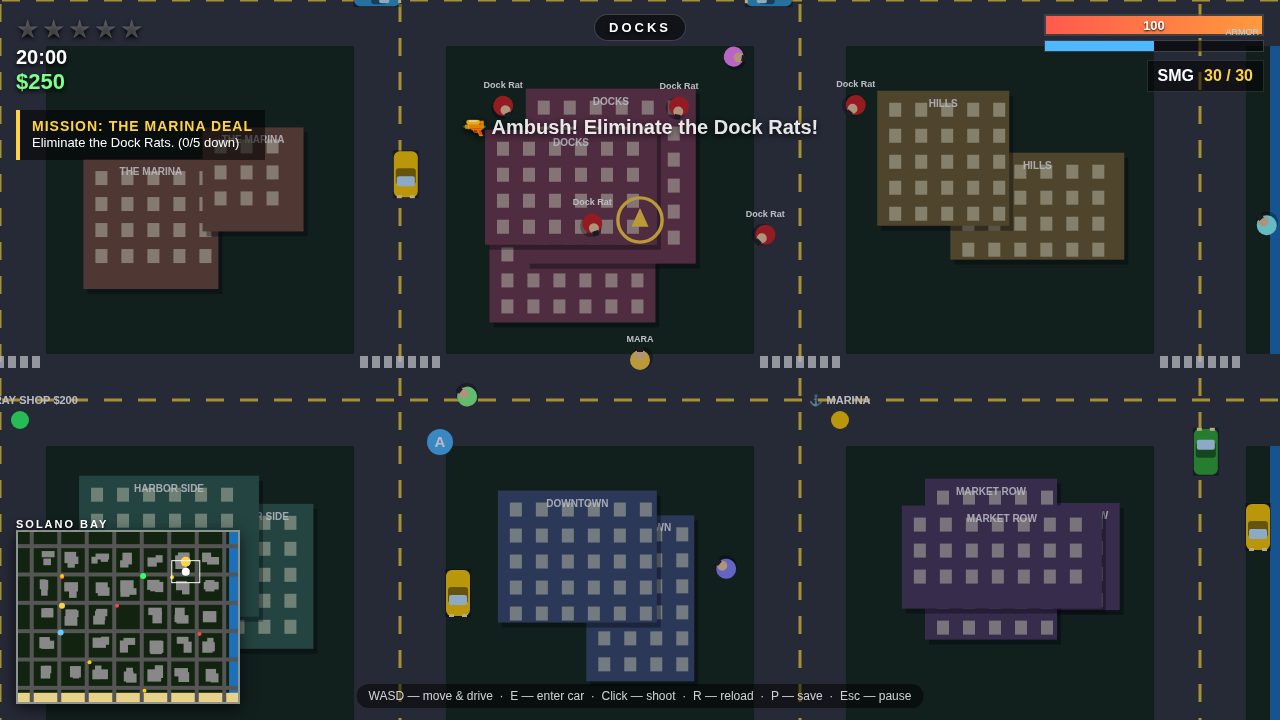 ★★★★★
20:00
$250
MISSION: THE MARINA DEAL
Eliminate the Dock Rats. (0/5 down)
DOCKS
100
ARMOR
SMG 30 / 30
Dock Rat
Dock Rat
Dock Rat
DOCKS
HILLS
🔫 Ambush! Eliminate the Dock Rats!
THE MARINA
DOCKS
THE MARINA
HILLS
Dock Rat
Dock Rat
MARA
AY SHOP $200
⚓ MARINA
A
HARBOR SIDE
R SIDE
DOWNTOWN
WN
MARKET ROW
MARKET ROW
W
SOLANO BAY
WASD — move & drive · E — enter car · Click — shoot · R — reload · P — save · Esc — pause